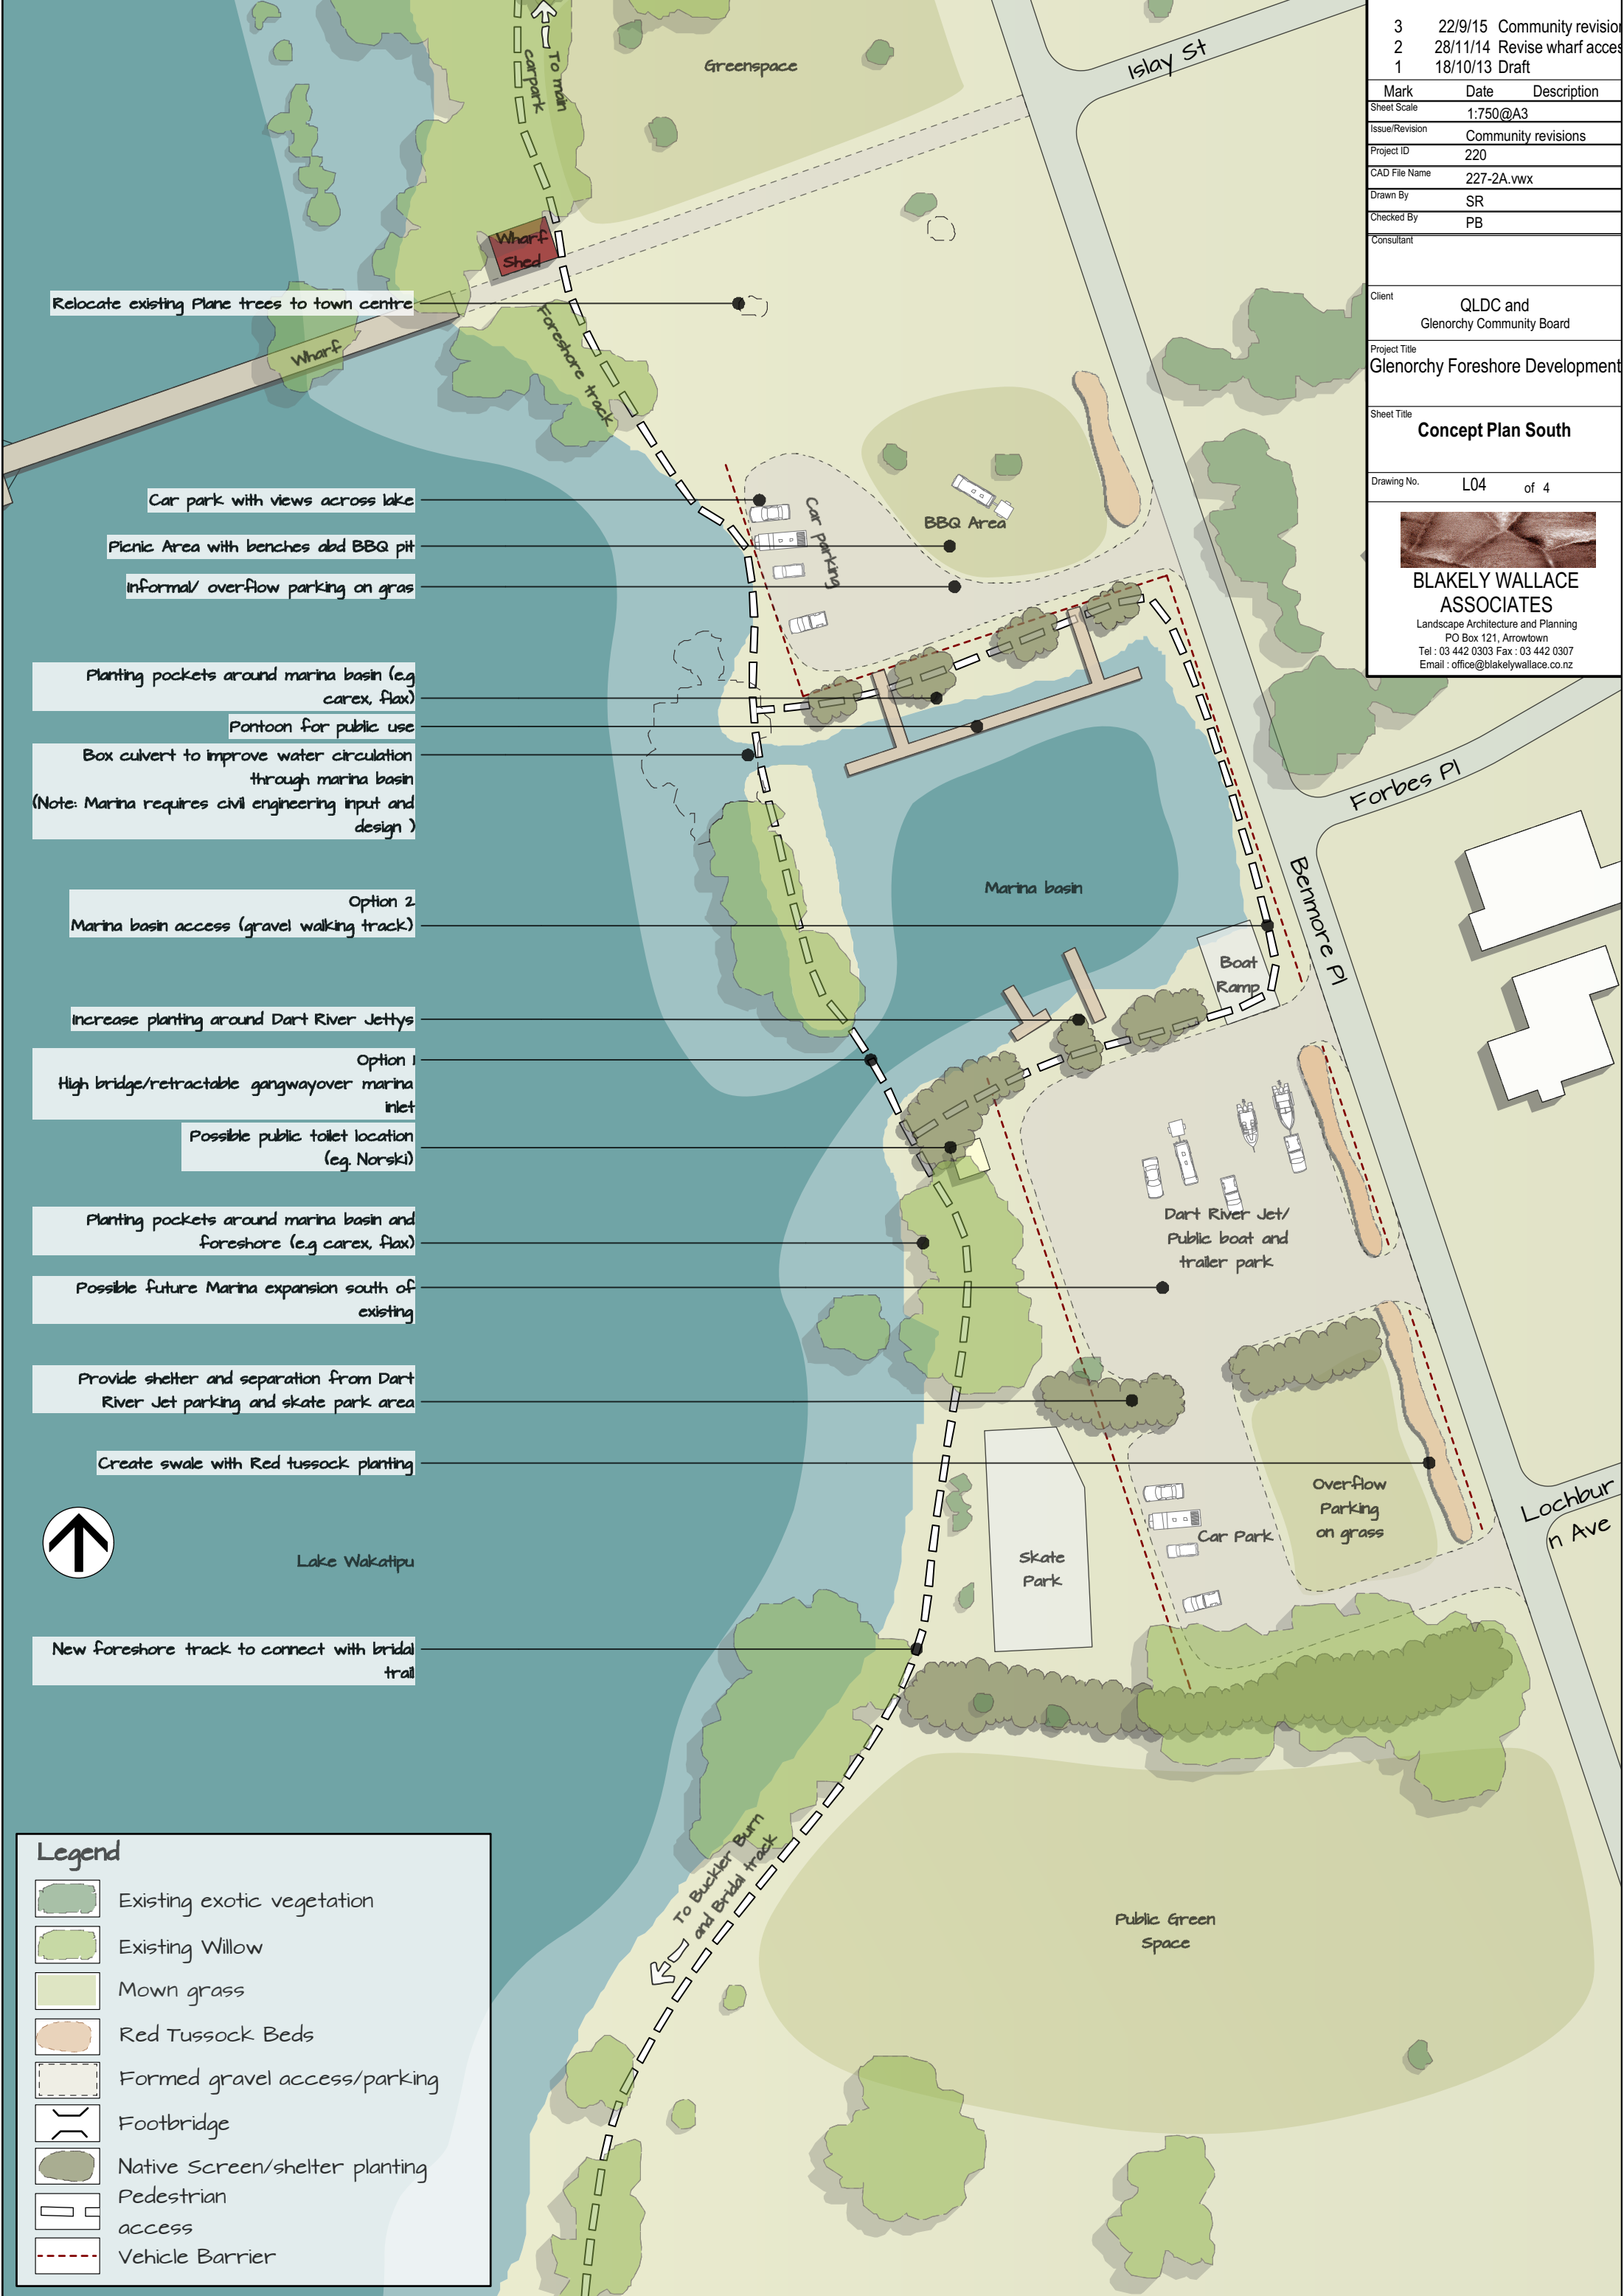 3 22/9/15 Community revision
2 28/11/14 Revise wharf acces
1 18/10/13 Draft
Mark Date Description
Sheet Scale 1:750@A3
Issue/Revision Community revisions
Project ID 220
CAD File Name 227-2A.vwx
Drawn By SR
Checked By PB
Consultant
Client
QLDC and
Glenorchy Community Board
Project Title
Glenorchy Foreshore Development
Sheet Title
Concept Plan South
Drawing No. L04 of 4
BLAKELY WALLACE
ASSOCIATES
Landscape Architecture and Planning
PO Box 121, Arrowtown
Tel : 03 442 0303 Fax : 03 442 0307
Email : office@blakelywallace.co.nz
To main
carpark
Greenspace
Islay St
Wharf
Shed
Relocate existing Plane trees to town centre
Wharf
Foreshore track
Car park with views across lake
Car parking
BBQ Area
Picnic Area with benches abd BBQ pit
Informal/ overflow parking on gras
Planting pockets around marina basin (e.g
carex, flax)
Pontoon for public use
Box culvert to improve water circulation
through marina basin
(Note: Marina requires civil engineering input and
design )
Forbes Pl
Benmore Pl
Marina basin
Option 2
Marina basin access (gravel walking track)
Boat
Ramp
Increase planting around Dart River Jettys
Option 1
High bridge/retractable gangwayover marina
inlet
Possible public toilet location
(eg. Norski)
Planting pockets around marina basin and
foreshore (e.g carex, flax)
Dart River Jet/
Public boat and
trailer park
Possible future Marina expansion south of
existing
Provide shelter and separation from Dart
River Jet parking and skate park area
Create swale with Red tussock planting
Overflow
Parking
on grass
Car Park
Lochbur
n Ave
Skate
Park
Lake Wakatipu
New foreshore track to connect with bridal
trail
To Buckler Burn
and Bridal track
Public Green
Space
Legend
Existing exotic vegetation
Existing Willow
Mown grass
Red Tussock Beds
Formed gravel access/parking
Footbridge
Native Screen/shelter planting
Pedestrian
access
Vehicle Barrier